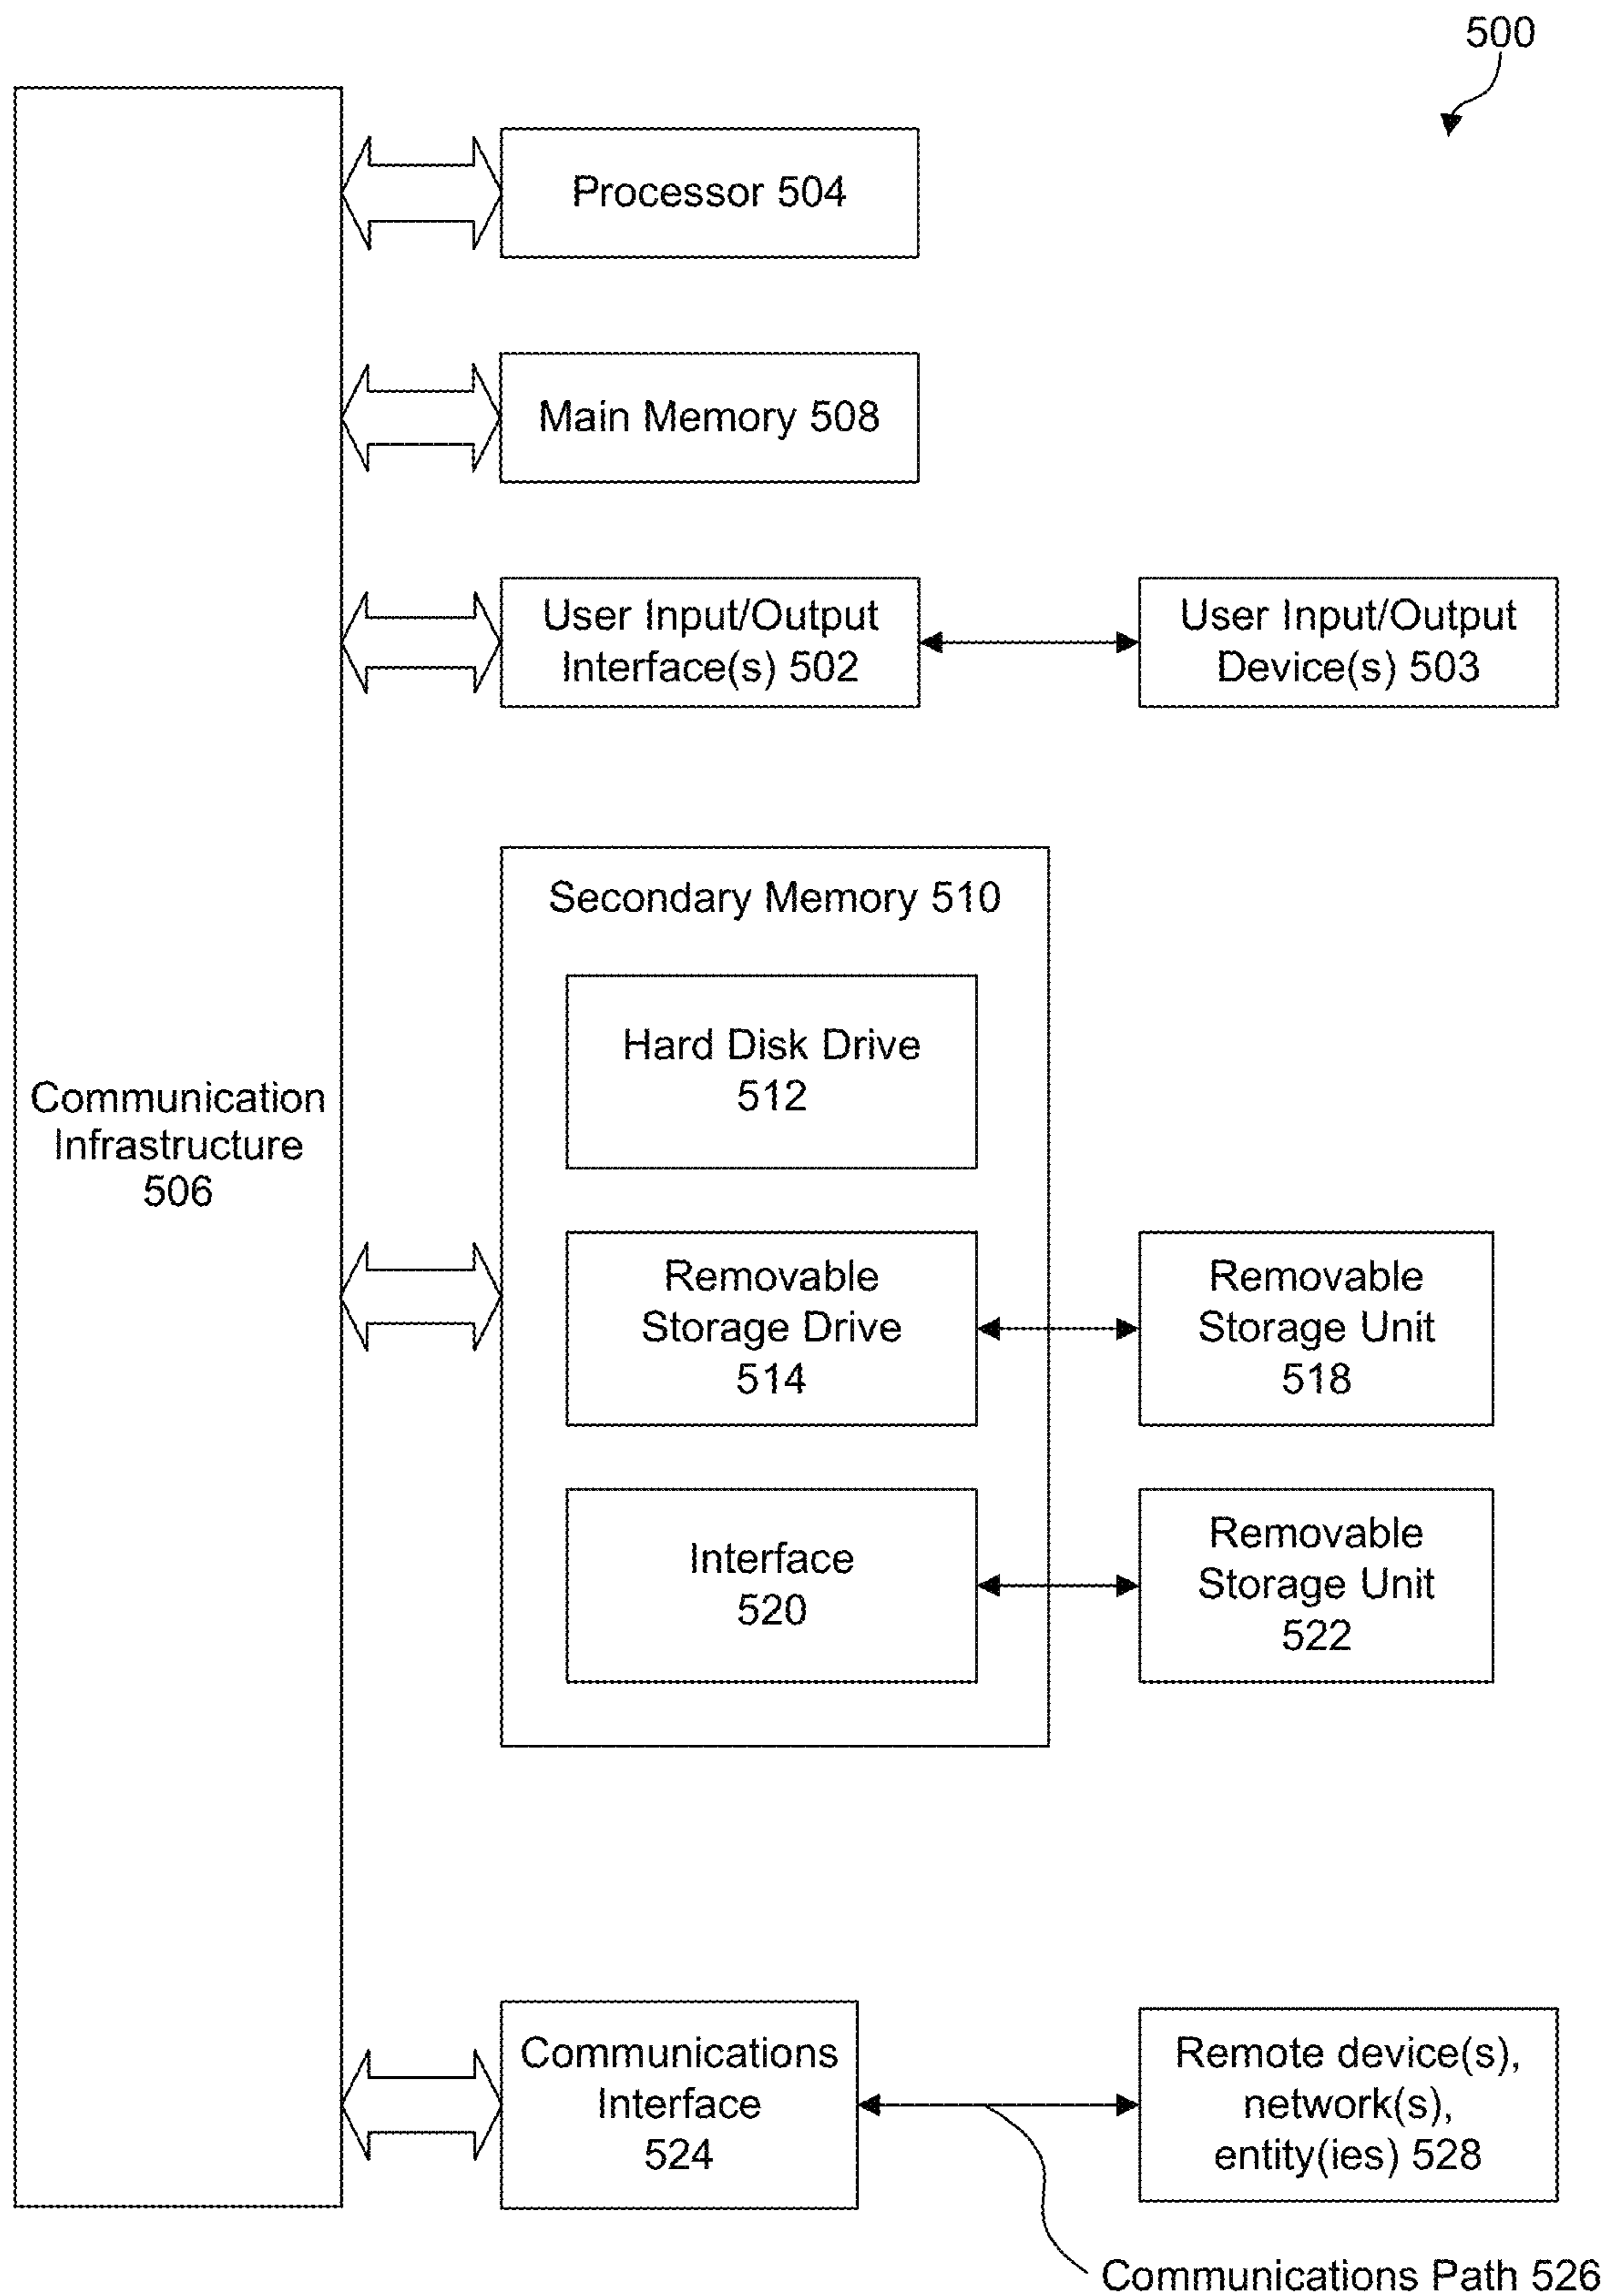 500
Processor 504
Main Memory 508
User Input/Output
Interface(s) 502
User Input/Output
Device(s) 503
Secondary Memory 510
Hard Disk Drive
512
Communication
Infrastructure
506
Removable
Storage Drive
514
Removable
Storage Unit
518
Interface
520
Removable
Storage Unit
522
Communications
Interface
524
Remote device(s),
network(s),
entity(ies) 528
Communications Path 526